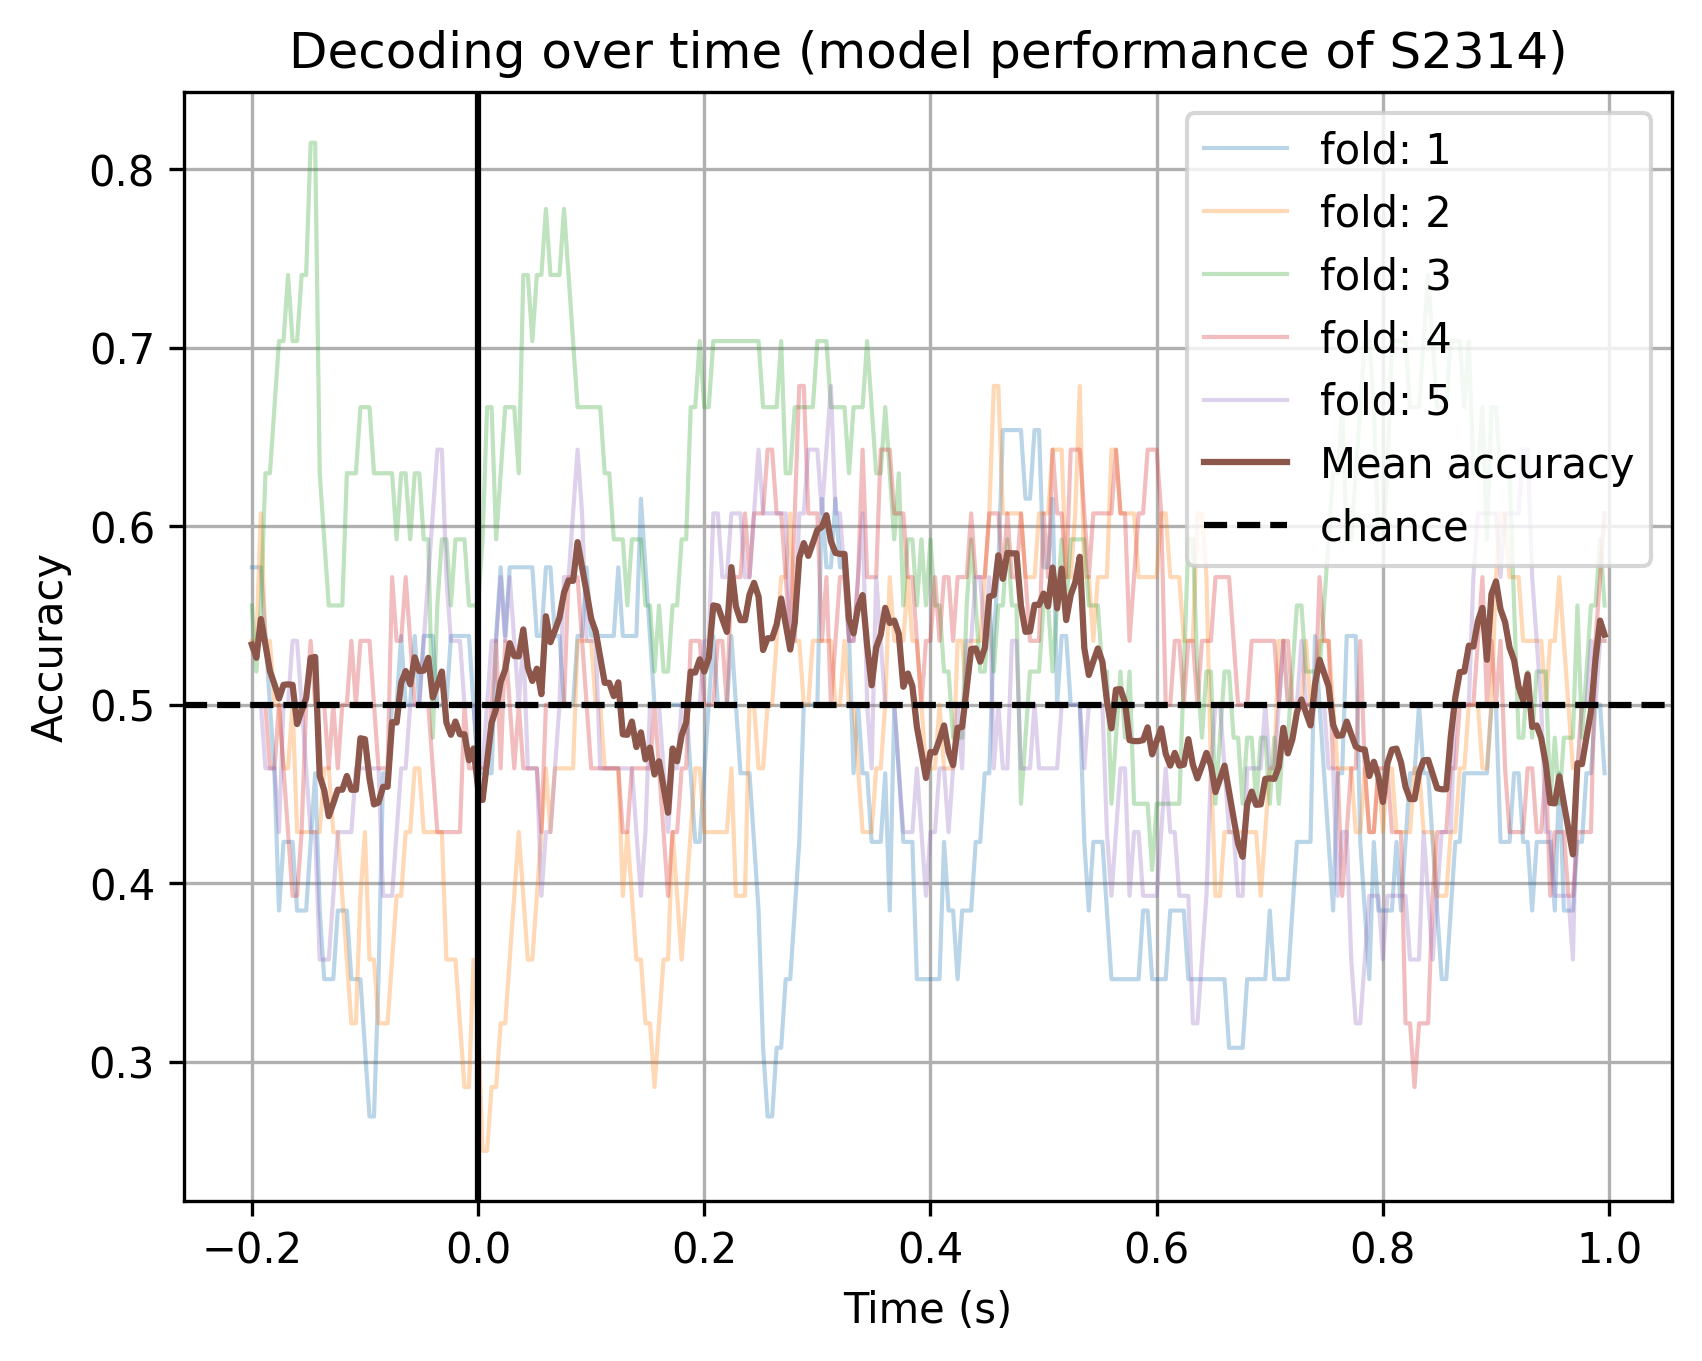 Decoding over time (model performance of S2314)
fold: 1
fold: 2
fold: 3
fold: 4
fold: 5
Mean accuracy
chance
Accuracy
0.8
0.7
0.6
0.5
0.4
0.3
−0.2 0.0 0.2 0.4 0.6 0.8 1.0
Time (s)